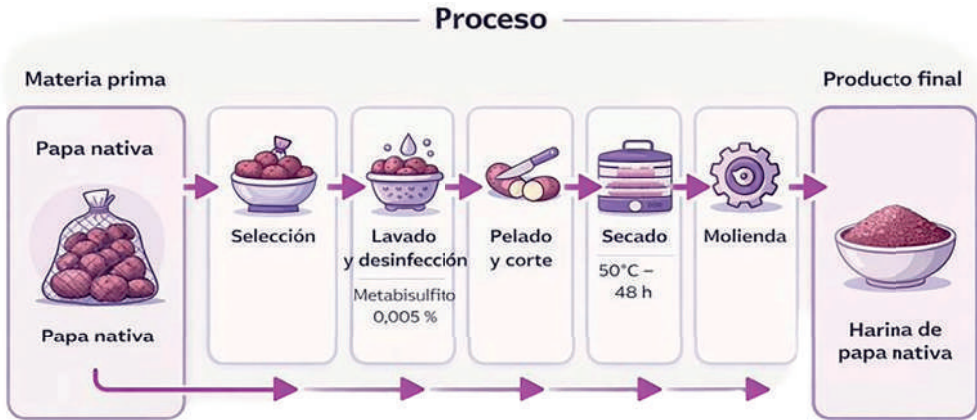 Proceso
Materia prima
Producto final
Papa nativa
Papa nativa
Selección
Lavado
y desinfección
Metabisulfito
0,005 %
Pelado
y corte
Secado
50°C –
48 h
Molienda
Harina de
papa nativa